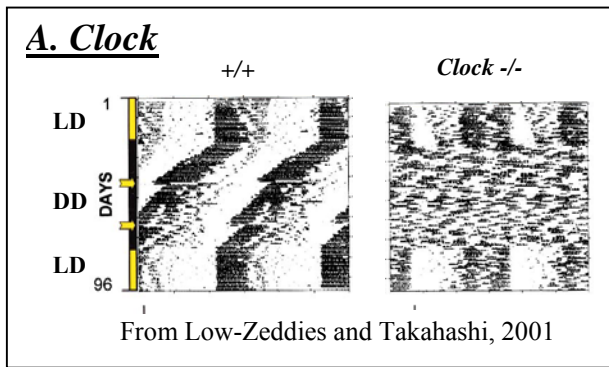 A. Clock
+/+
Clock -/-
1
LD
DAYS
DD
LD
96
From Low-Zeddies and Takahashi, 2001